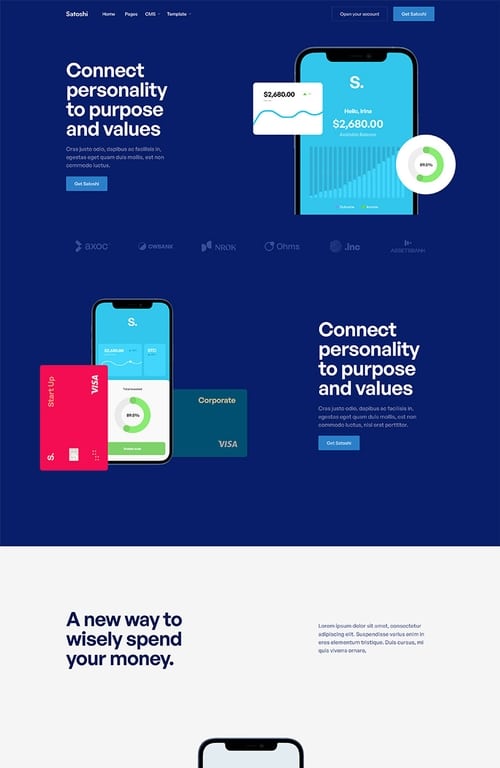 Satoshi Home Pages CMS Template Open your account Get Satoshi
Connect
personality
to purpose
and values
Cras justo odio, dapibus ac facilisis in,
egestas eget quam duis mollis, est non
commodo luctus.
Get Satoshi
$2,680.00
S.
Hello, Irina
$2,680.00
Available Balance
89.0%
Outcome Income
axoc CWBANK NROK Ohms .Inc ASSETSBANK
S.
$2,680.00
BTC
Total Invested
89.0%
Start Up
VISA
Corporate
VISA
Connect
personality
to purpose
and values
Cras justo odio, dapibus ac facilisis in,
egestas eget quam duis mollis, est non
commodo luctus, nisi erat porttitor.
Get Satoshi
A new way to
wisely spend
your money.
Lorem ipsum dolor sit amet, consectetur
adipiscing elit. Suspendisse varius enim in
eros elementum tristique. Duis cursus, mi
quis viverra ornare,